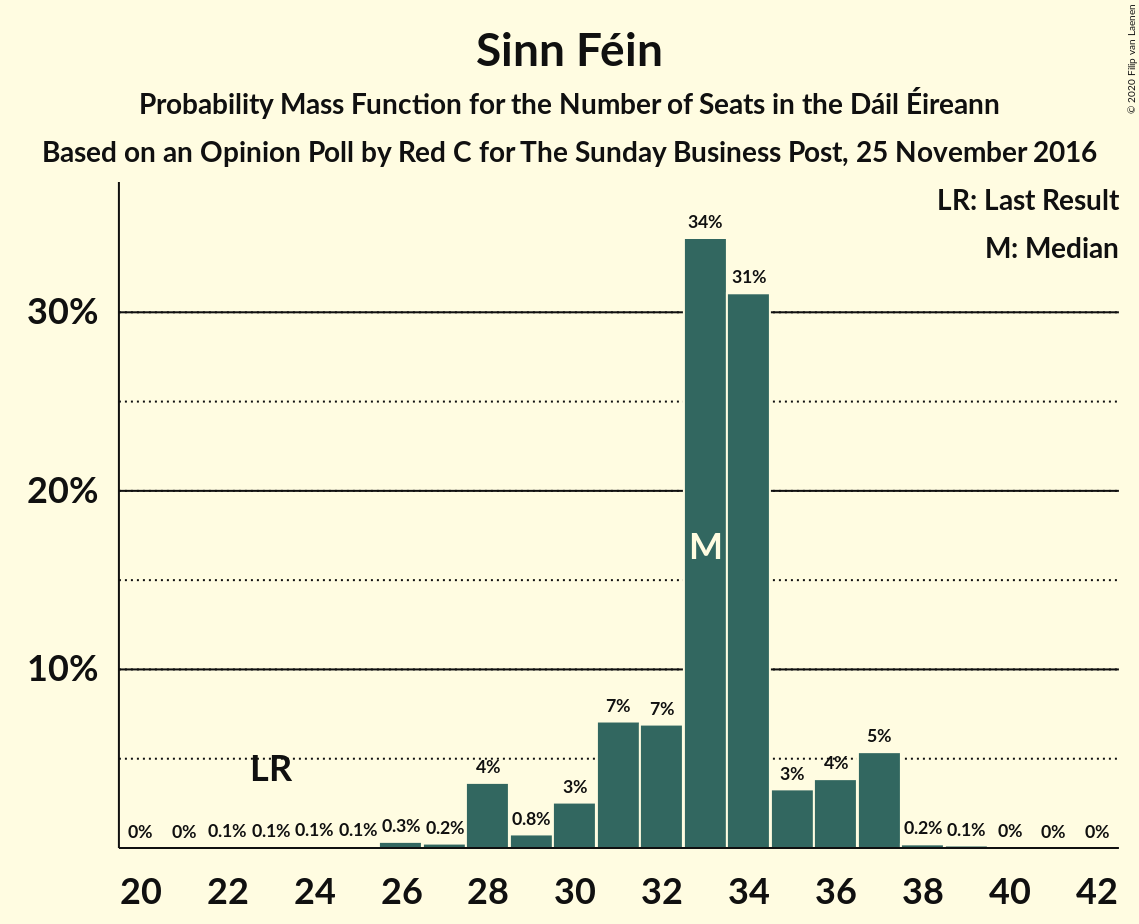 Sinn Féin
Probability Mass Function for the Number of Seats in the Dáil Éireann
Based on an Opinion Poll by Red C for The Sunday Business Post, 25 November 2016
© 2020 Filip van Laenen
LR: Last Result
M: Median
34%
31%
30%
20%
M
10%
7% 7%
5%
LR 4% 3% 4%
3%
0% 0% 0.1% 0.1% 0.1% 0.1% 0.3% 0.2% 0.8% 0.2% 0.1% 0% 0% 0%
20 22 24 26 28 30 32 34 36 38 40 42